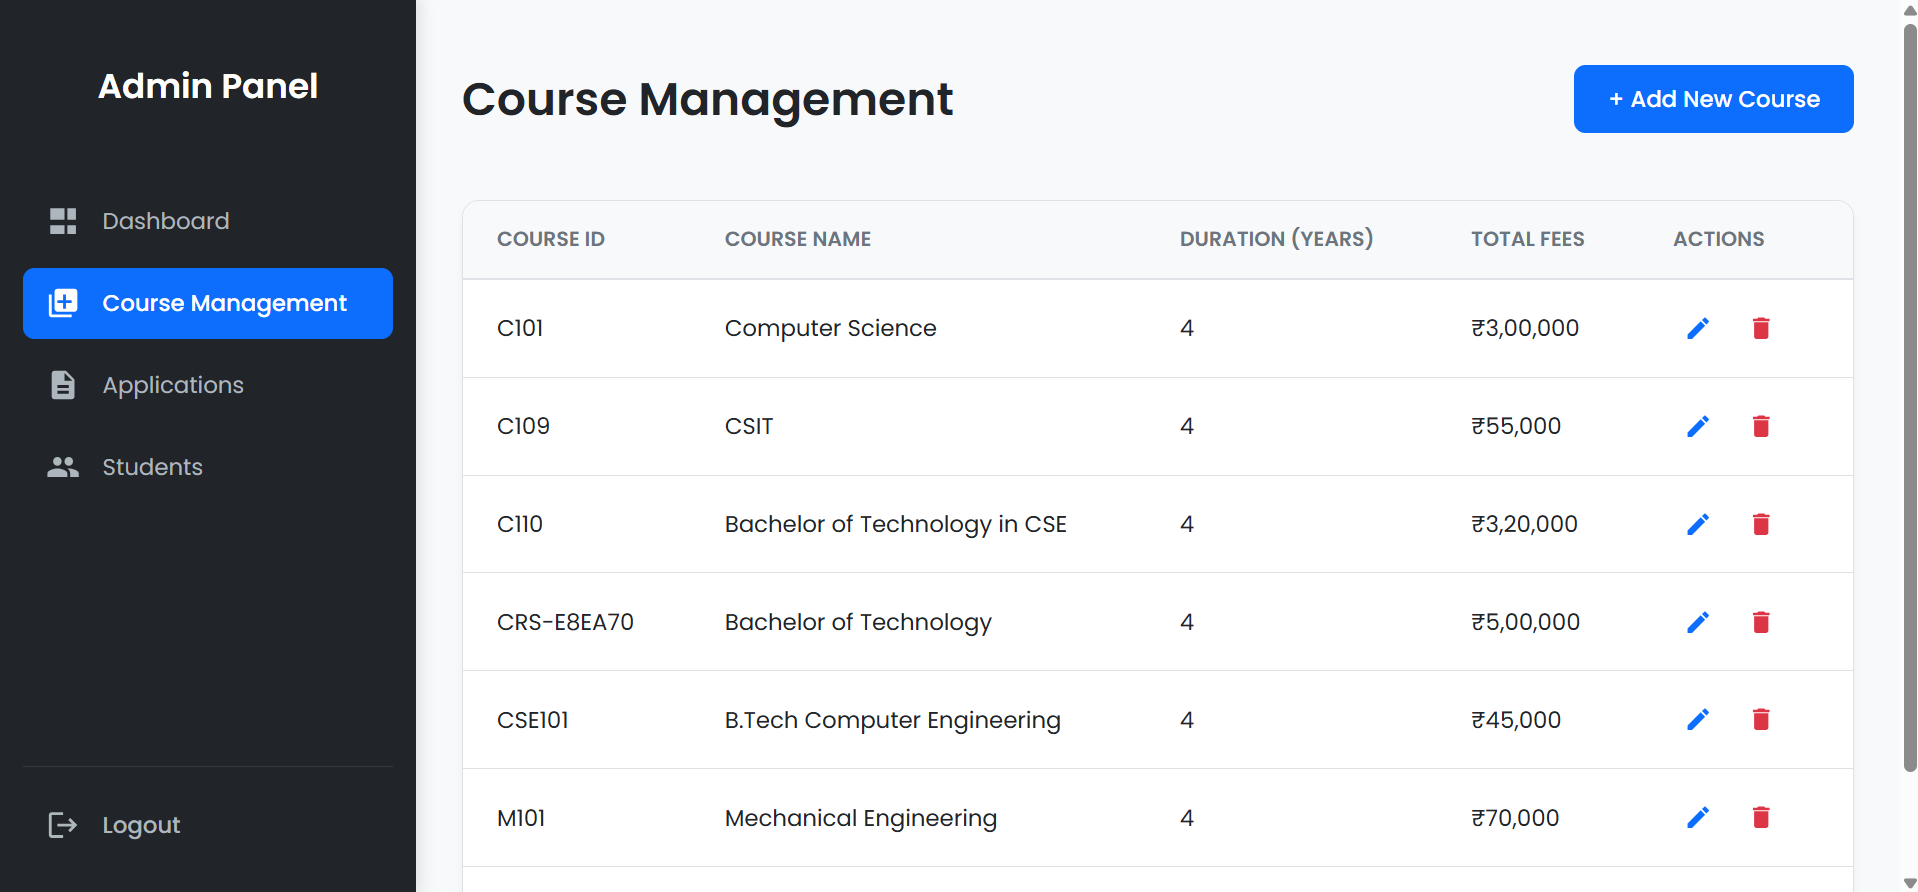 Admin Panel
Dashboard
Course Management
Applications
Students
Logout
Course Management
+ Add New Course
COURSE ID COURSE NAME DURATION (YEARS) TOTAL FEES ACTIONS
C101 Computer Science 4 ₹3,00,000
C109 CSIT 4 ₹55,000
C110 Bachelor of Technology in CSE 4 ₹3,20,000
CRS-E8EA70 Bachelor of Technology 4 ₹5,00,000
CSE101 B.Tech Computer Engineering 4 ₹45,000
M101 Mechanical Engineering 4 ₹70,000